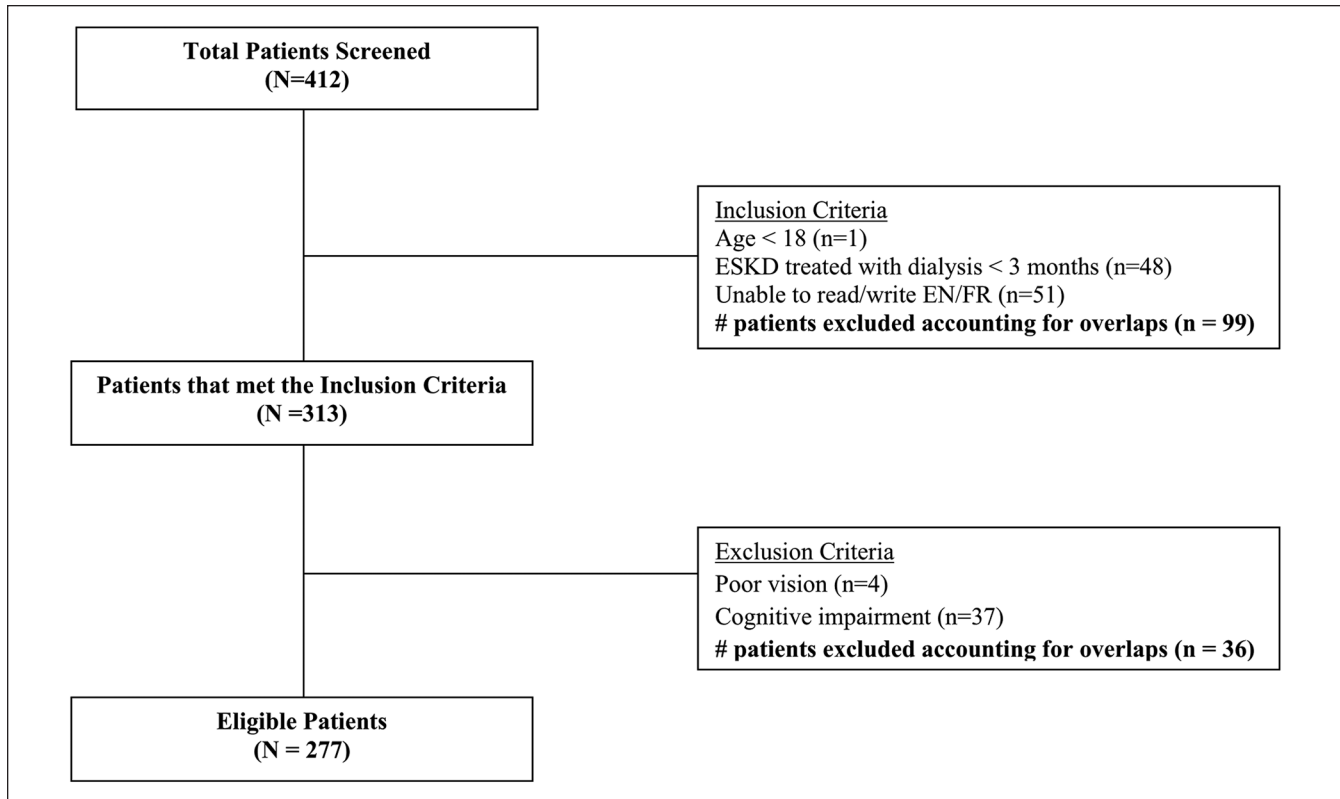 Total Patients Screened
(N=412)
Inclusion Criteria
Age < 18 (n=1)
ESKD treated with dialysis < 3 months (n=48)
Unable to read/write EN/FR (n=51)
# patients excluded accounting for overlaps (n = 99)
Patients that met the Inclusion Criteria
(N =313)
Exclusion Criteria
Poor vision (n=4)
Cognitive impairment (n=37)
# patients excluded accounting for overlaps (n = 36)
Eligible Patients
(N = 277)